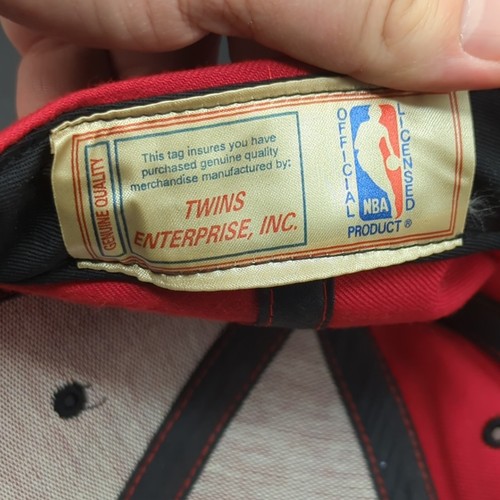 GENUINE QUALITY
This tag insures you have
purchased genuine quality
merchandise manufactured by:
TWINS
ENTERPRISE, INC.
OFFICIAL
NBA
LICENSED
PRODUCT®